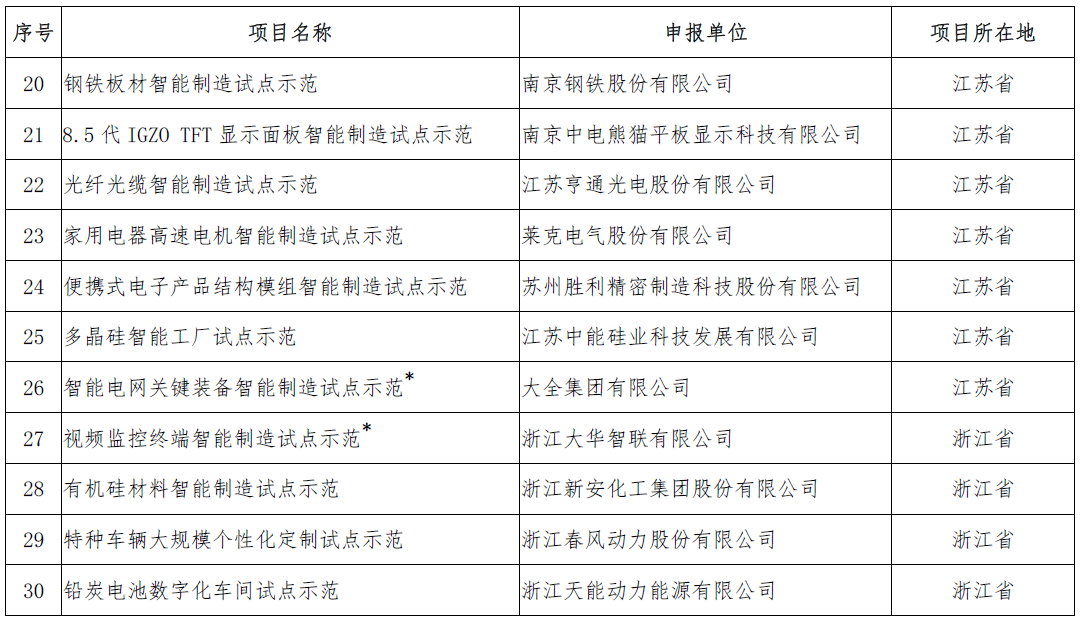 序号 项目名称 申报单位 项目所在地
20 钢铁板材智能制造试点示范 南京钢铁股份有限公司 江苏省
21 8.5 代 IGZO TFT 显示面板智能制造试点示范 南京中电熊猫平板显示科技有限公司 江苏省
22 光纤光缆智能制造试点示范 江苏亨通光电股份有限公司 江苏省
23 家用电器高速电机智能制造试点示范 莱克电气股份有限公司 江苏省
24 便携式电子产品结构模组智能制造试点示范 苏州胜利精密制造科技股份有限公司 江苏省
25 多晶硅智能工厂试点示范 江苏中能硅业科技发展有限公司 江苏省
26 智能电网关键装备智能制造试点示范* 大全集团有限公司 江苏省
27 视频监控终端智能制造试点示范* 浙江大华智联有限公司 浙江省
28 有机硅材料智能制造试点示范 浙江新安化工集团股份有限公司 浙江省
29 特种车辆大规模个性化定制试点示范 浙江春风动力股份有限公司 浙江省
30 铅炭电池数字化车间试点示范 浙江天能动力能源有限公司 浙江省